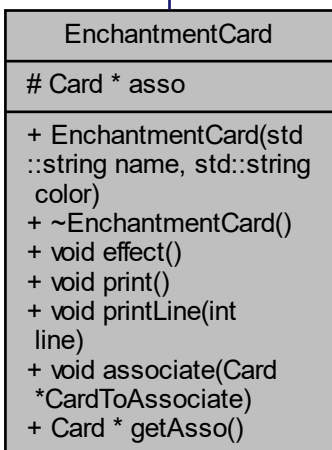 EnchantmentCard
# Card * asso
+ EnchantmentCard(std
::string name, std::string
color)
+ ~EnchantmentCard()
+ void effect()
+ void print()
+ void printLine(int
line)
+ void associate(Card
*CardToAssociate)
+ Card * getAsso()